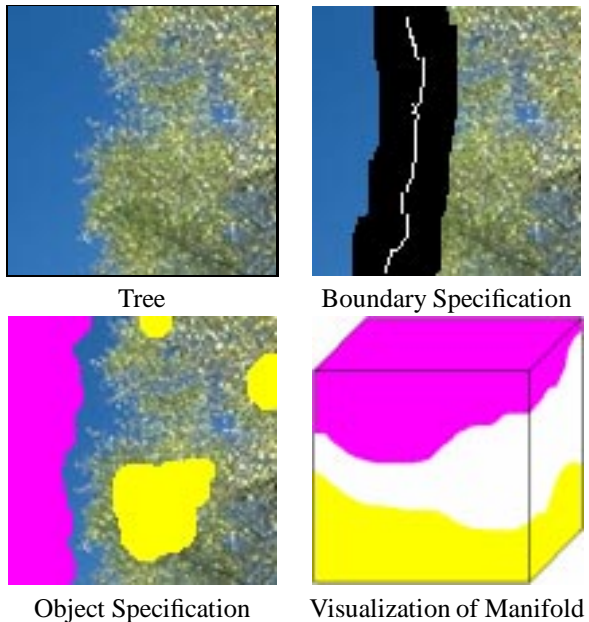 Tree
Boundary Specification
Object Specification
Visualization of Manifold